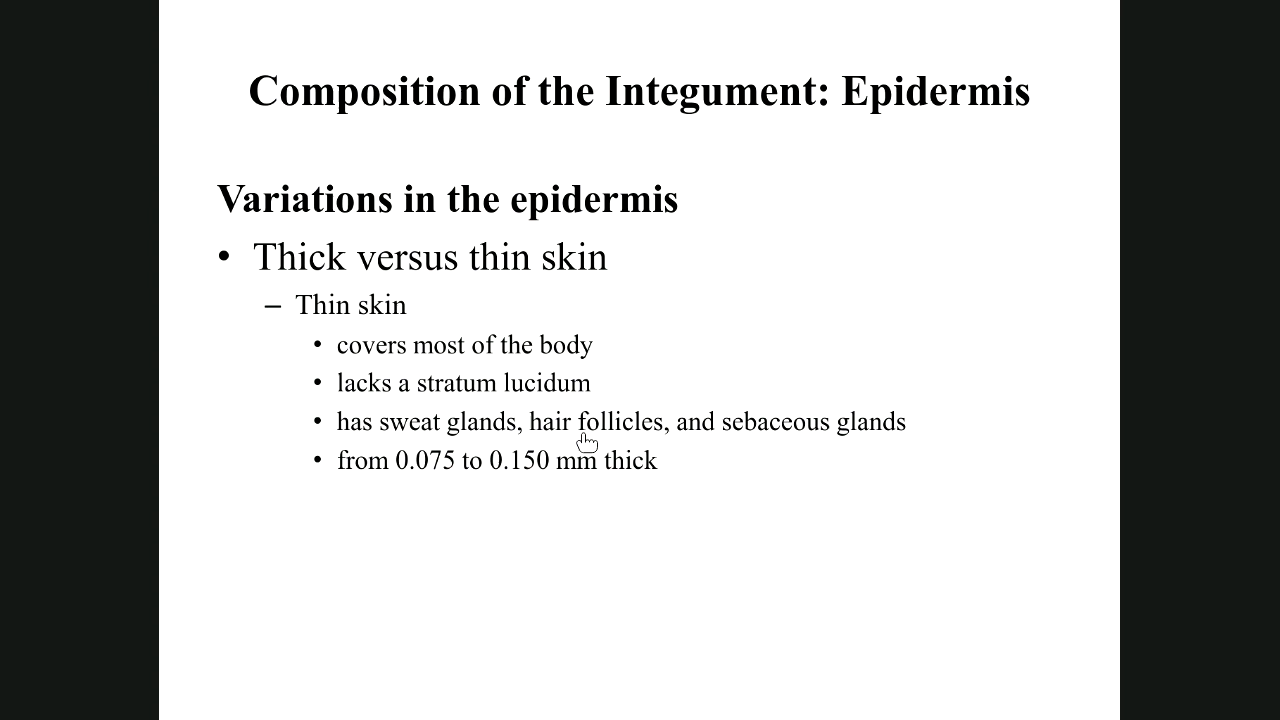 Composition of the Integument: Epidermis
Variations in the epidermis
• Thick versus thin skin
– Thin skin
• covers most of the body
• lacks a stratum lucidum
• has sweat glands, hair follicles, and sebaceous glands
• from 0.075 to 0.150 mm thick